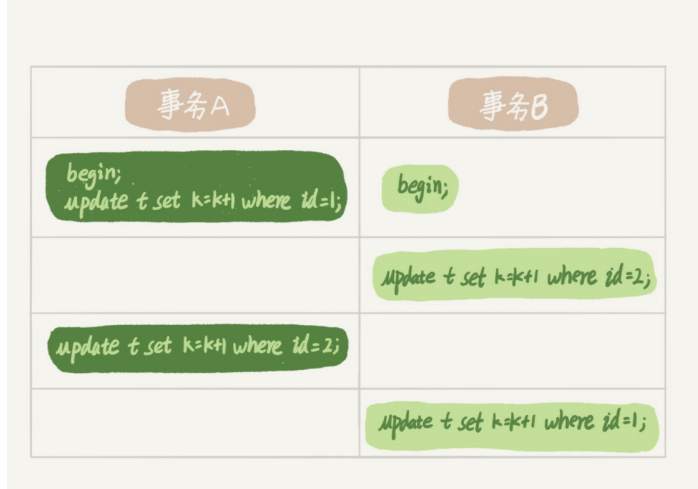 事务A
事务B
begin;
update t set k=k+1 where id=1;
begin;
update t set k=k+1 where id=2;
update t set k=k+1 where id=2;
update t set k=k+1 where id=1;